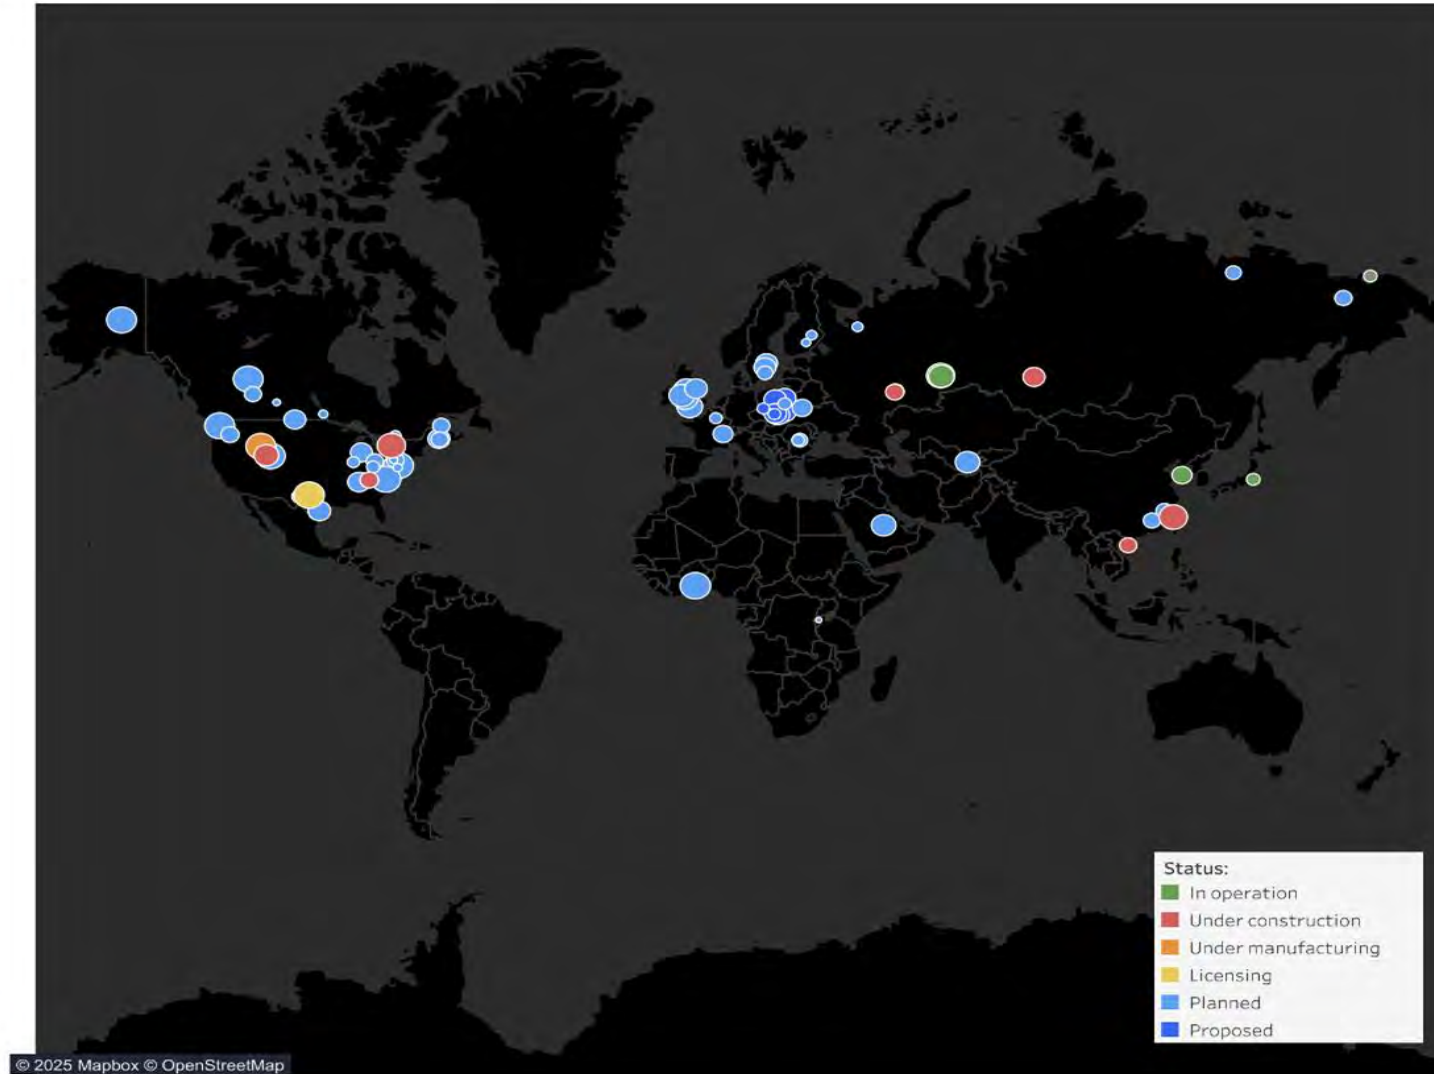 Status:
In operation
Under construction
Under manufacturing
Licensing
Planned
Proposed
© 2025 Mapbox © OpenStreetMap